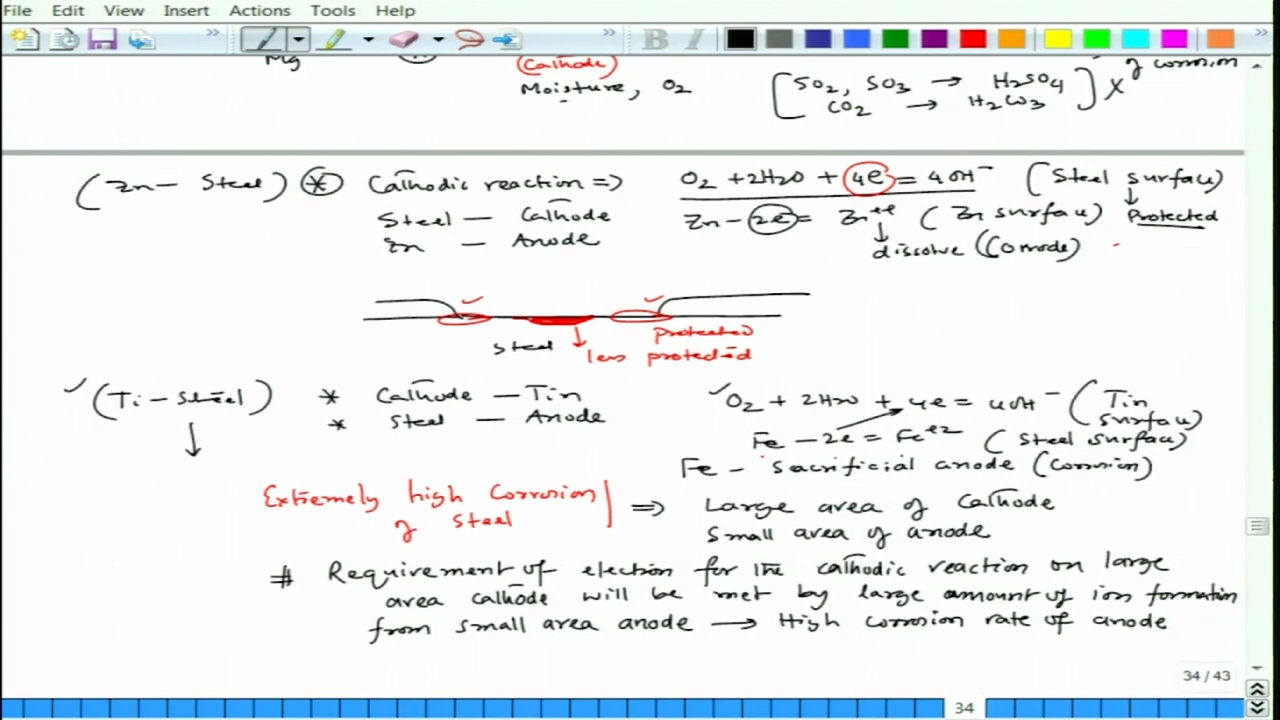 File Edit View Insert Actions Tools Help
B I
Mg
(Cathode)
Moisture, O2
[SO2, SO3 → H2SO4
CO2 → H2CO3] X
of corrosion
(Zn - Steel) * Cathodic reaction => O2 + 2H2O + 4e = 4OH- (Steel surface)
Steel - Cathode Zn - 2e = Zn++ (Zn surface) Protected
Zn - Anode dissolve (Corrode)
Steel protected
less protected
✓(Ti - Steel) * Cathode - Tin ✓O2 + 2H2O + 4e = 4OH- (Tin surface)
* Steel - Anode Fe - 2e = Fe+2 (Steel surface)
Fe - sacrificial anode (corrosion)
Extremely high Corrosion of steel => Large area of Cathode
Small area of anode
# Requirement of electron for the cathodic reaction on large
area cathode will be met by large amount of ion formation
from small area anode → High corrosion rate of anode
34 / 43
34